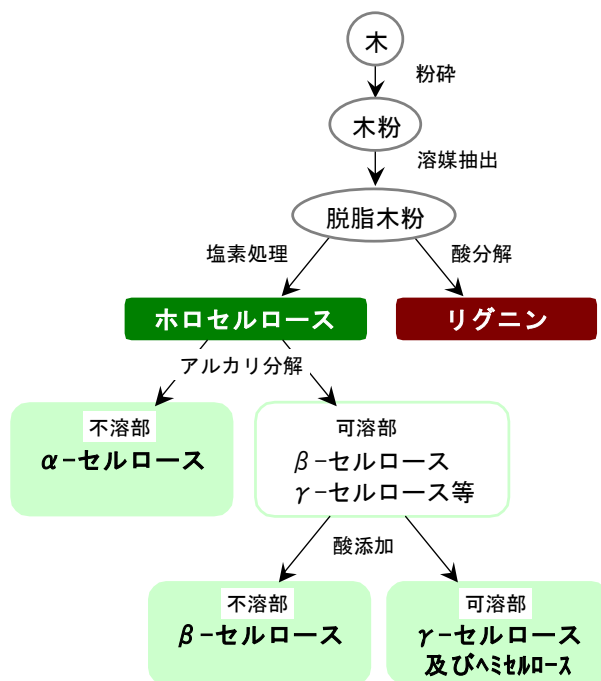 木
粉砕
木粉
溶媒抽出
脱脂木粉
塩素処理
酸分解
ホロセルロース
リグニン
アルカリ分解
不溶部
α-セルロース
可溶部
β-セルロース
γ-セルロース等
酸添加
不溶部
β-セルロース
可溶部
γ-セルロース
及びヘミセルロース